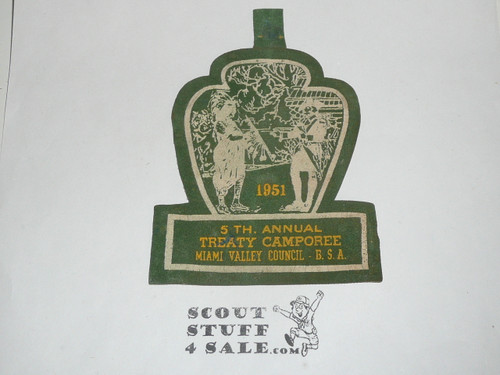 1951
5 TH. ANNUAL
TREATY CAMPOREE
MIAMI VALLEY COUNCIL - B.S.A.
SCOUT
STUFF
4 SALE.COM